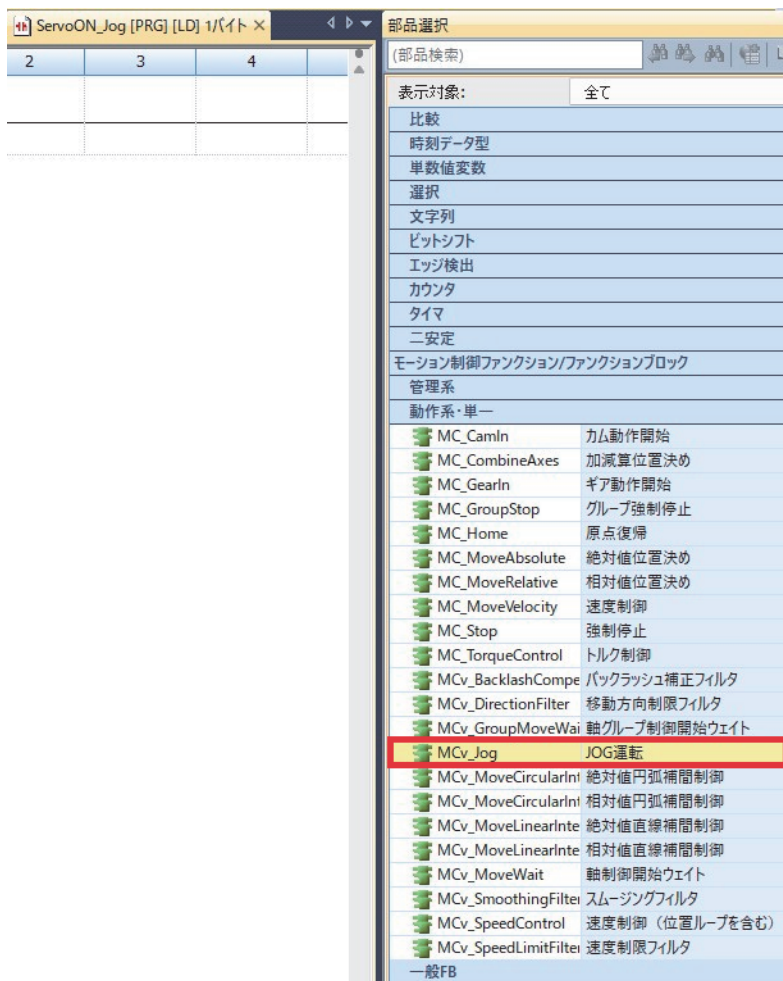 ServoON_Jog [PRG] [LD] 1バイト
2 3 4
部品選択
(部品検索)
表示対象: 全て
比較
時刻データ型
単数値変数
選択
文字列
ビットシフト
エッジ検出
カウンタ
タイマ
二安定
モーション制御ファンクション/ファンクションブロック
管理系
動作系・単一
MC_CamIn カム動作開始
MC_CombineAxes 加減算位置決め
MC_GearIn ギア動作開始
MC_GroupStop グループ強制停止
MC_Home 原点復帰
MC_MoveAbsolute 絶対値位置決め
MC_MoveRelative 相対値位置決め
MC_MoveVelocity 速度制御
MC_Stop 強制停止
MC_TorqueControl トルク制御
MCv_BacklashCompe バックラッシュ補正フィルタ
MCv_DirectionFilter 移動方向制限フィルタ
MCv_GroupMoveWai 軸グループ制御開始ウェイト
MCv_Jog JOG運転
MCv_MoveCircularInt 絶対値円弧補間制御
MCv_MoveCircularInt 相対値円弧補間制御
MCv_MoveLinearInte 絶対値直線補間制御
MCv_MoveLinearInte 相対値直線補間制御
MCv_MoveWait 軸制御開始ウェイト
MCv_SmoothingFilter スムージングフィルタ
MCv_SpeedControl 速度制御（位置ループを含む）
MCv_SpeedLimitFilter 速度制限フィルタ
一般FB